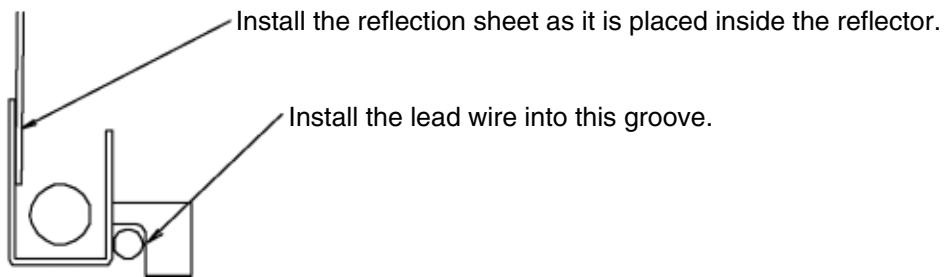 Install the reflection sheet as it is placed inside the reflector.
Install the lead wire into this groove.